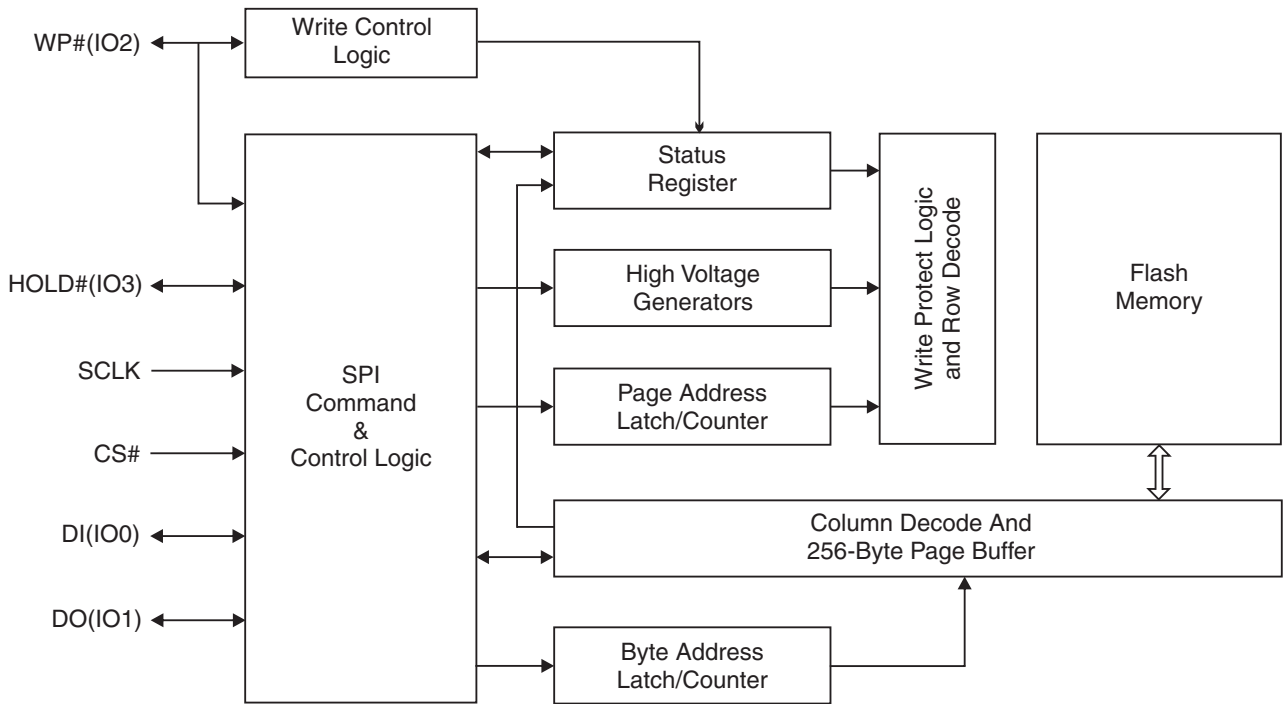 WP#(IO2)
Write Control
Logic
HOLD#(IO3)
SCLK
CS#
DI(IO0)
DO(IO1)
SPI
Command
&
Control Logic
Status
Register
High Voltage
Generators
Page Address
Latch/Counter
Write Protect Logic
and Row Decode
Flash
Memory
Column Decode And
256-Byte Page Buffer
Byte Address
Latch/Counter